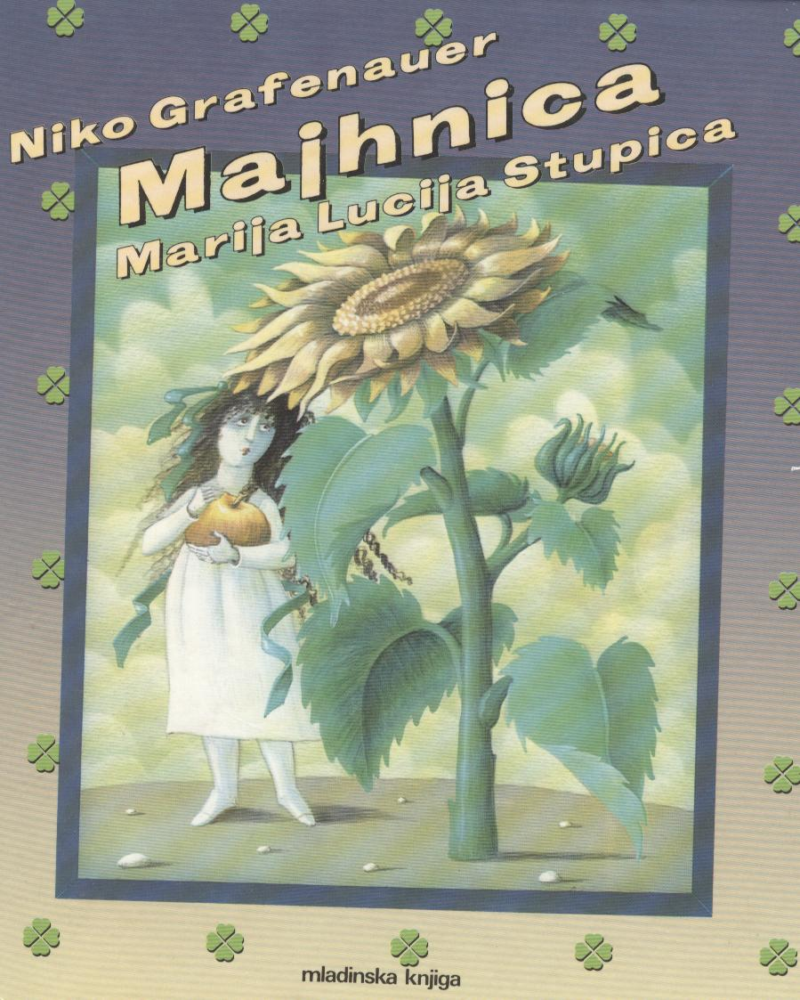 Niko Grafenauer
Majhnica
Marija Lucija Stupica
mladinska knjiga